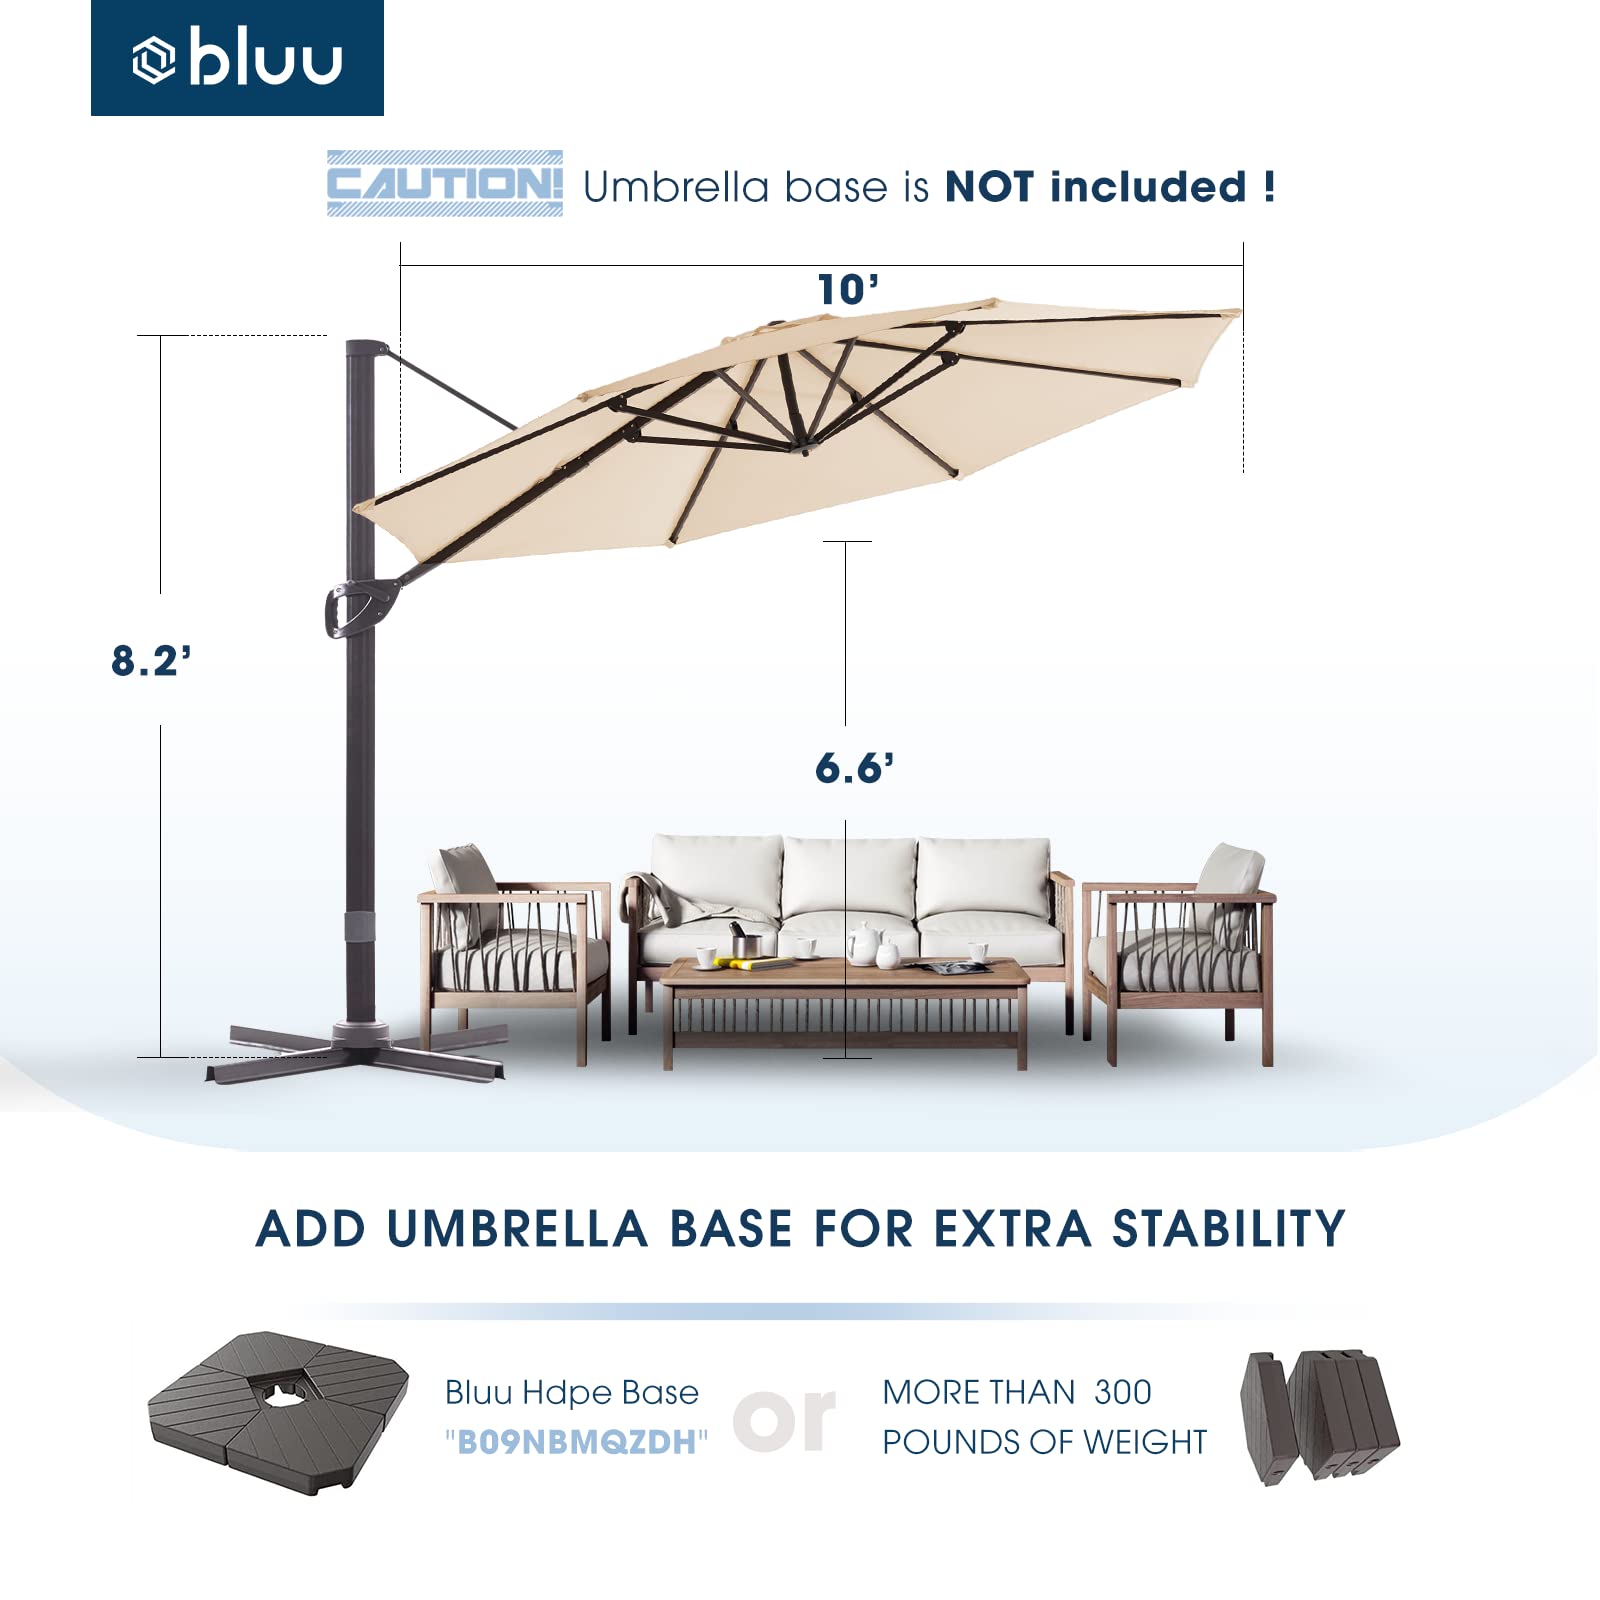 bluu
CAUTION! Umbrella base is NOT included !
10’
8.2’
6.6’
ADD UMBRELLA BASE FOR EXTRA STABILITY
Bluu Hdpe Base
"B09NBMQZDH"
or
MORE THAN 300
POUNDS OF WEIGHT